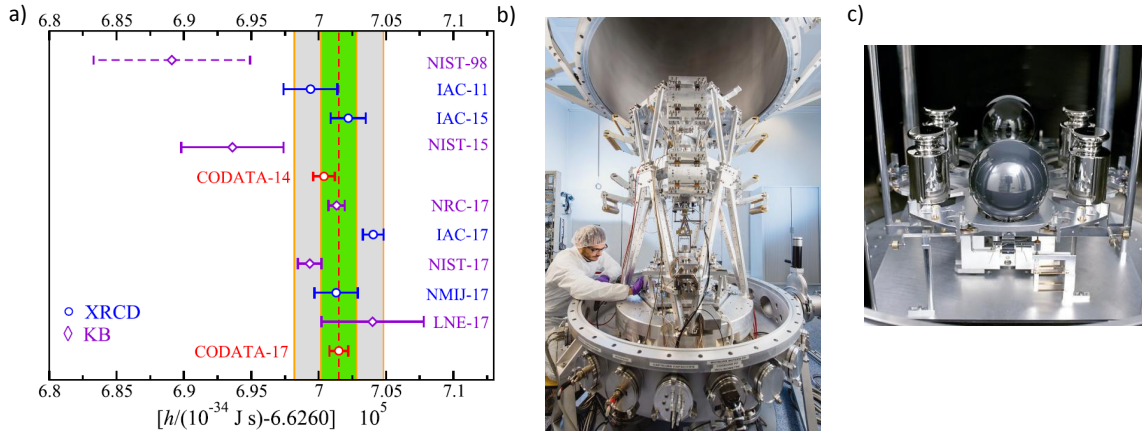 a)
b)
c)
6.8 6.85 6.9 6.95 7 7.05 7.1
NIST-98
IAC-11
IAC-15
NIST-15
CODATA-14
NRC-17
IAC-17
NIST-17
NMIJ-17
LNE-17
CODATA-17
XRCD
KB
6.8 6.85 6.9 6.95 7 7.05 7.1
[h/(10⁻³⁴ J s)-6.6260] 10⁵